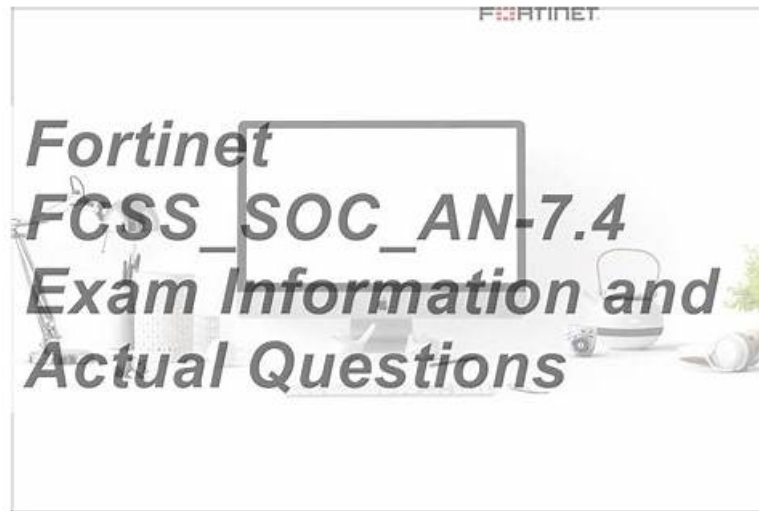 FORTINET
Fortinet
FCSS_SOC_AN-7.4
Exam Information and
Actual Questions